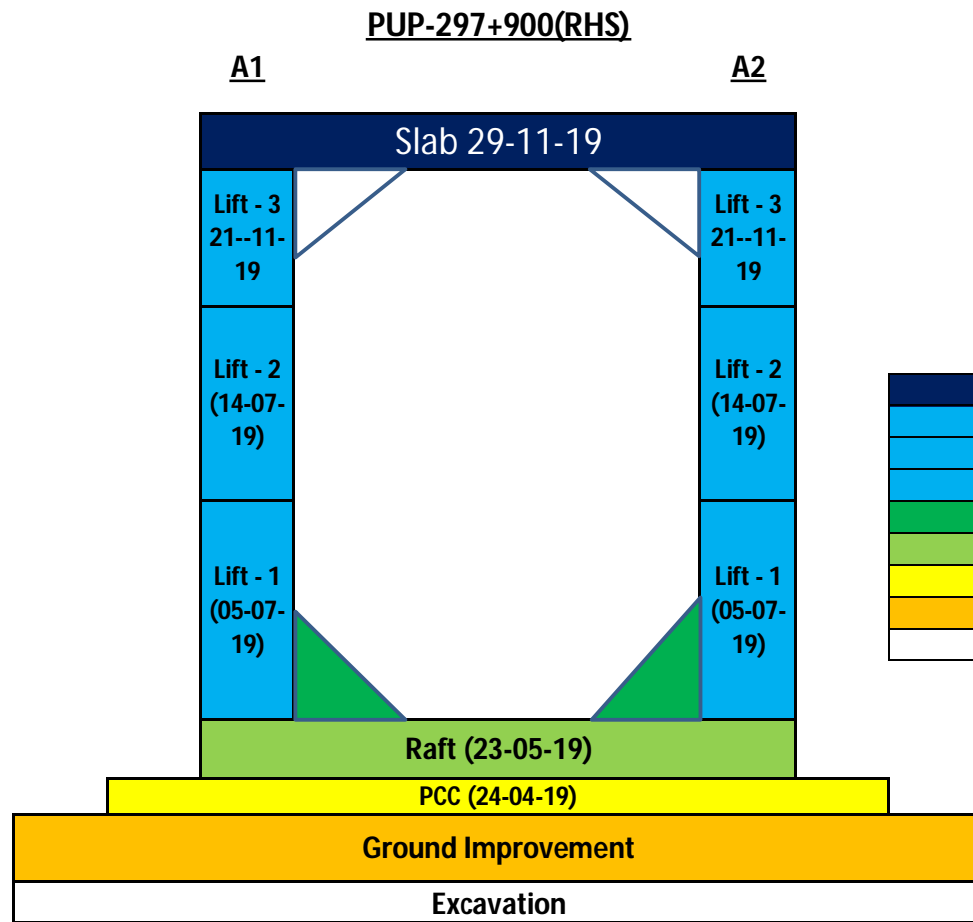 PUP-297+900(RHS)
A1
A2
Slab 29-11-19
Lift - 3
21--11-
19
Lift - 3
21--11-
19
Lift - 2
(14-07-
19)
Lift - 2
(14-07-
19)
Lift - 1
(05-07-
19)
Lift - 1
(05-07-
19)
Raft (23-05-19)
PCC (24-04-19)
Ground Improvement
Excavation